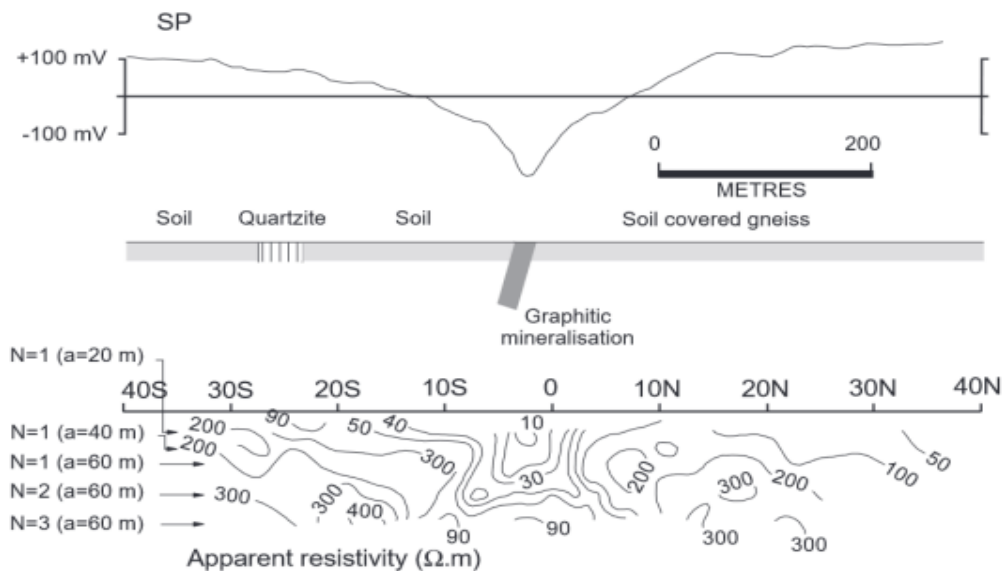 SP
+100 mV
-100 mV
0 200
METRES
Soil Quartzite Soil Soil covered gneiss
Graphitic
mineralisation
N=1 (a=20 m)
40S 30S 20S 10S 0 10N 20N 30N 40N
N=1 (a=40 m)
N=1 (a=60 m)
N=2 (a=60 m)
N=3 (a=60 m)
200 90 50 40 10
200 300 30 200 100 50
300 300 400 300 200
90 90 300 300
Apparent resistivity (Ω.m)